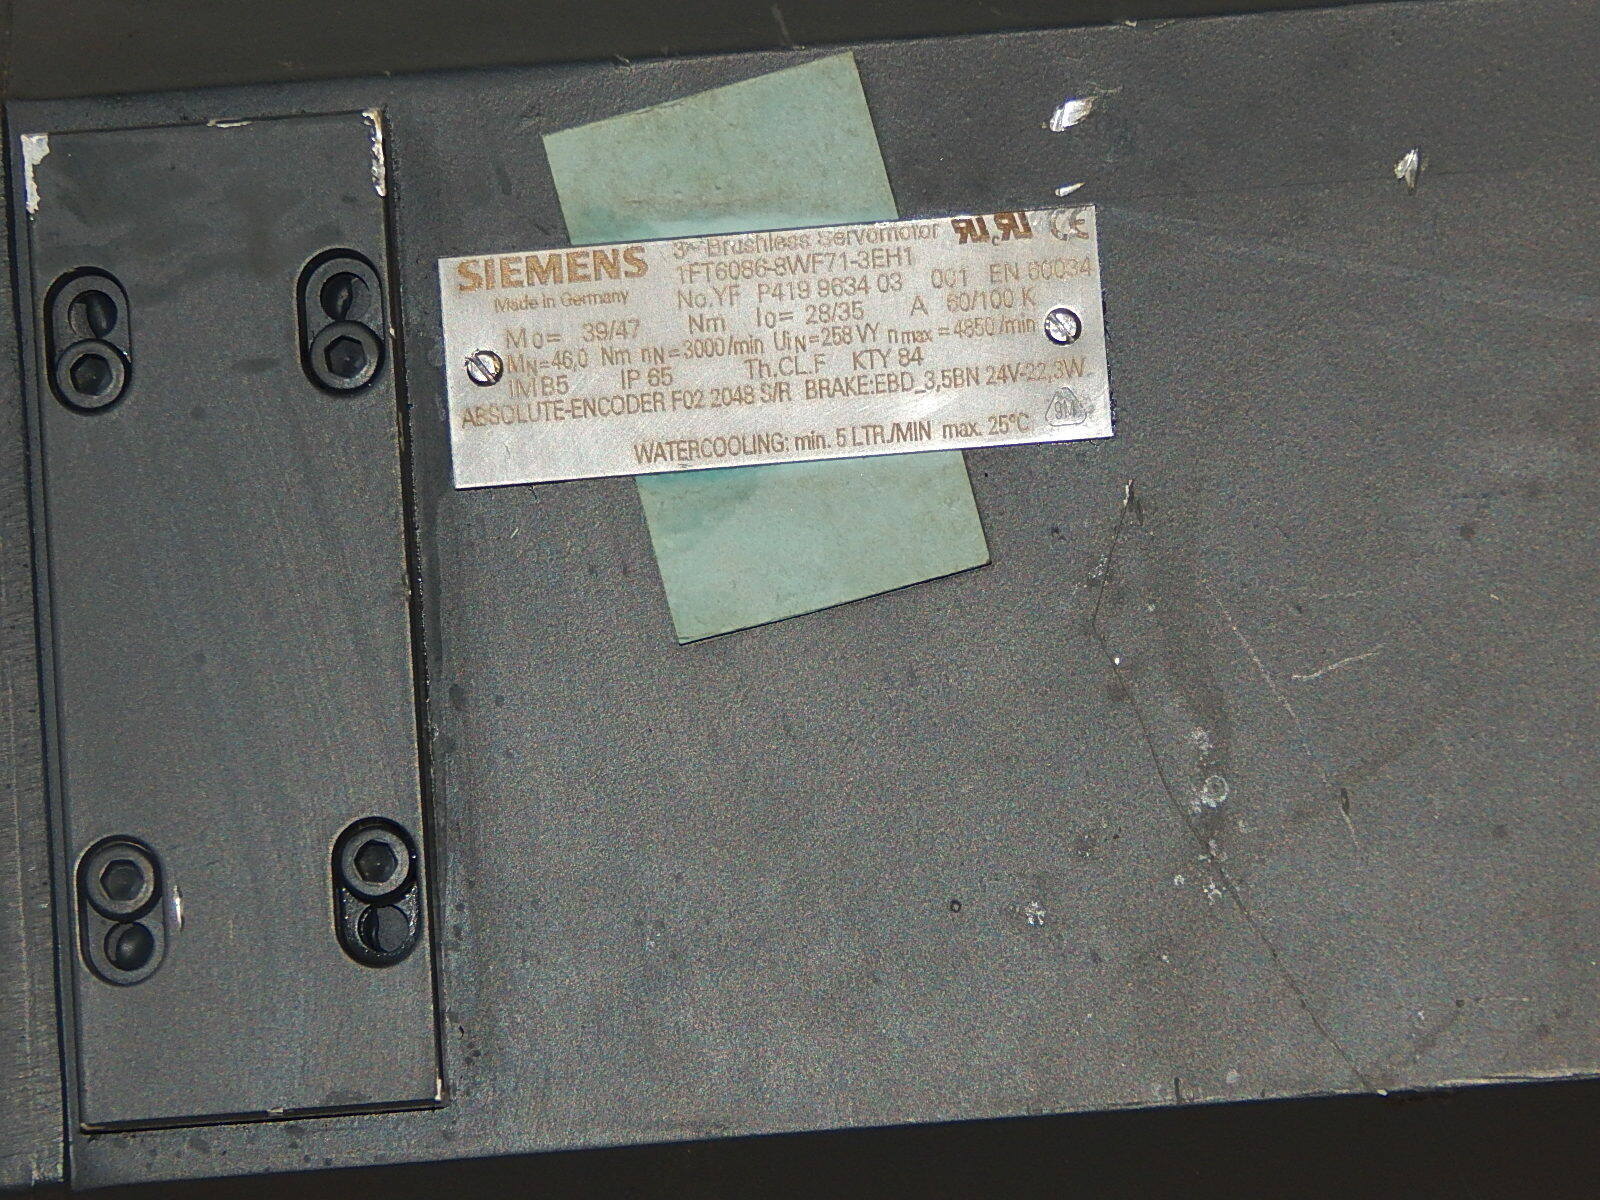 SIEMENS 3~ Brushless Servomotor
1FT6086-8WF71-3EH1
Made in Germany No.YF P419 9634 03 001 EN 60034
M0= 39/47 Nm I0= 28/35 A 60/100 K
MN=46,0 Nm nN=3000/min UiN=258 VY nmax=4850/min
IM B5 IP 65 Th.CL.F KTY 84
ABSOLUTE-ENCODER F02 2048 S/R BRAKE:EBD_3,5BN 24V-22,3W
WATERCOOLING: min. 5 LTR./MIN max. 25°C